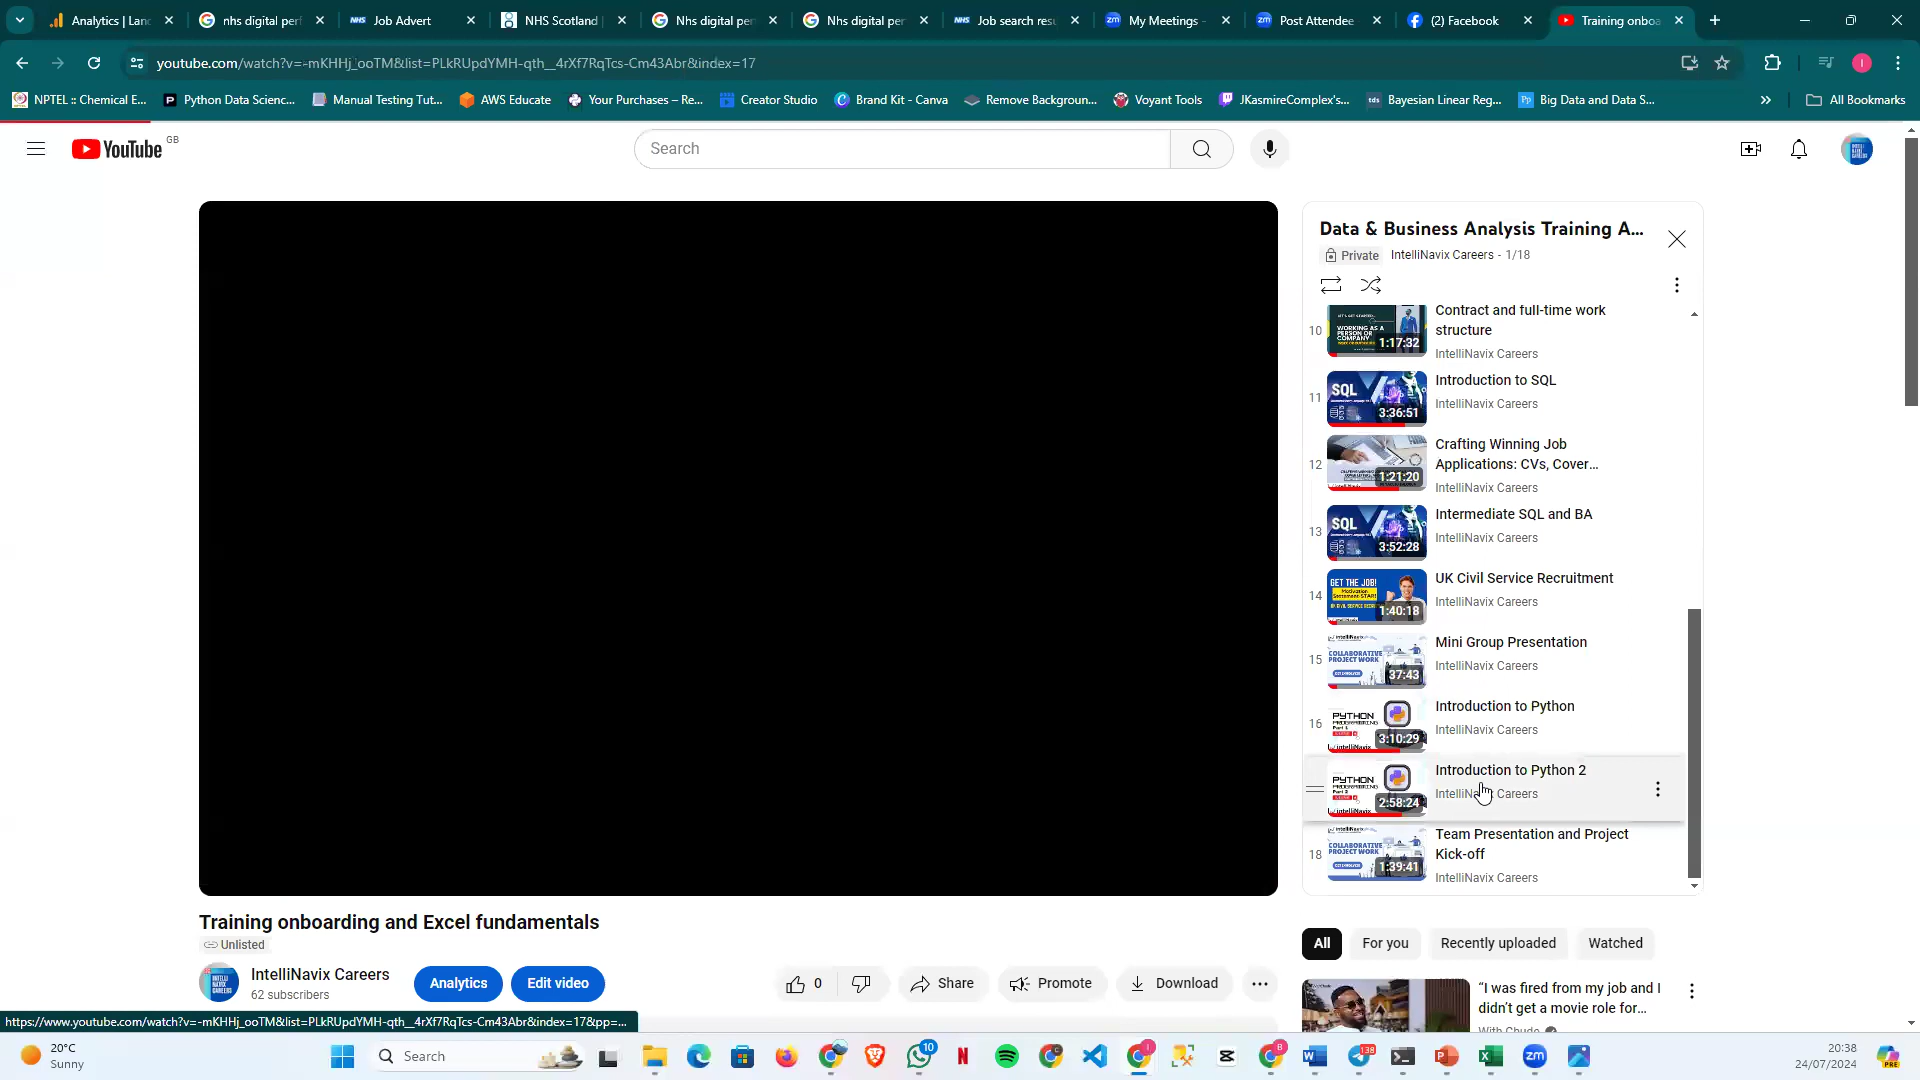 Analytics | Lanc
nhs digital perf
Job Advert
NHS Scotland |
Nhs digital per
Nhs digital per
Job search resu
My Meetings -
Post Attendee
(2) Facebook
Training onboa
youtube.com/watch?v=-mKHHj_ooTM&list=PLkRUpdYMH-qth__4rXf7RqTcs-Cm43Abr&index=17
NPTEL :: Chemical E...
Python Data Scienc...
Manual Testing Tut...
AWS Educate
Your Purchases – Re...
Creator Studio
Brand Kit - Canva
Remove Backgroun...
Voyant Tools
JKasmireComplex's...
Bayesian Linear Reg...
Big Data and Data S...
All Bookmarks
YouTube GB
Search
Data & Business Analysis Training A...
Private IntelliNavix Careers - 1/18
10
1:17:32
Contract and full-time work
structure
IntelliNavix Careers
11
SQL
3:36:51
Introduction to SQL
IntelliNavix Careers
12
1:21:20
Crafting Winning Job
Applications: CVs, Cover...
IntelliNavix Careers
13
SQL
3:52:28
Intermediate SQL and BA
IntelliNavix Careers
14
GET THE JOB!
1:40:18
UK Civil Service Recruitment
IntelliNavix Careers
15
COLLABORATIVE
PROJECT WORK
37:43
Mini Group Presentation
IntelliNavix Careers
16
PYTHON
3:10:29
Introduction to Python
IntelliNavix Careers
PYTHON
2:58:24
Introduction to Python 2
IntelliNavix Careers
18
COLLABORATIVE
PROJECT WORK
1:39:41
Team Presentation and Project
Kick-off
IntelliNavix Careers
Training onboarding and Excel fundamentals
Unlisted
IntelliNavix Careers
62 subscribers
Analytics
Edit video
0
Share
Promote
Download
All
For you
Recently uploaded
Watched
“I was fired from my job and I
didn’t get a movie role for...
With Chude
https://www.youtube.com/watch?v=-mKHHj_ooTM&list=PLkRUpdYMH-qth__4rXf7RqTcs-Cm43Abr&index=17&pp=...
20°C
Sunny
Search
10
138
20:38
24/07/2024